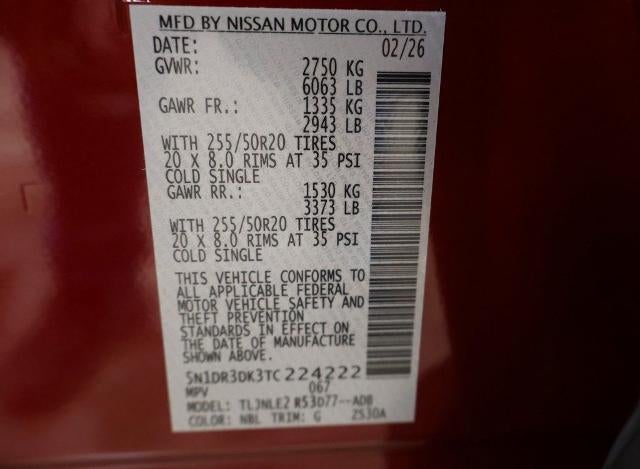 MFD BY NISSAN MOTOR CO., LTD.
DATE: 02/26
GVWR: 2750 KG
6063 LB
GAWR FR.: 1335 KG
2943 LB
WITH 255/50R20 TIRES
20 X 8.0 RIMS AT 35 PSI
COLD SINGLE
GAWR RR.: 1530 KG
3373 LB
WITH 255/50R20 TIRES
20 X 8.0 RIMS AT 35 PSI
COLD SINGLE
THIS VEHICLE CONFORMS TO
ALL APPLICABLE FEDERAL
MOTOR VEHICLE SAFETY AND
THEFT PREVENTION
STANDARDS IN EFFECT ON
THE DATE OF MANUFACTURE
SHOWN ABOVE.
5N1DR3DK3TC224222
MPV 067
MODEL: TLJNLE2 R53D77--ADB
COLOR: NBL TRIM: G ZS30A